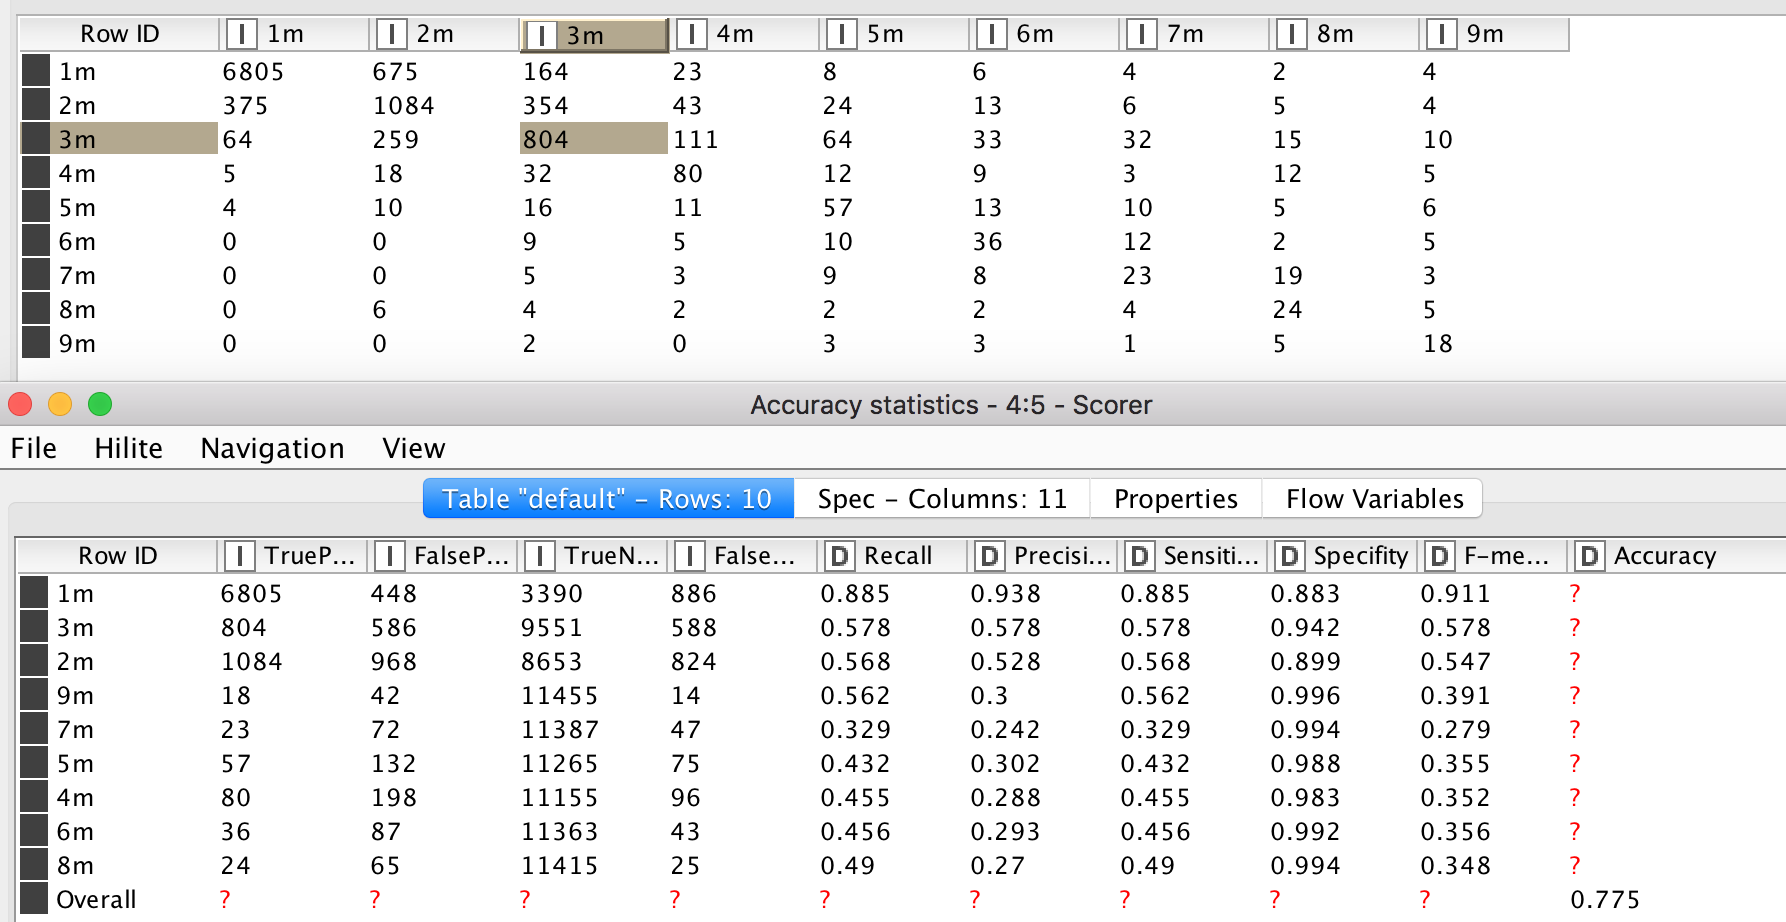 Row ID I 1m I 2m I 3m I 4m I 5m I 6m I 7m I 8m I 9m
1m 6805 675 164 23 8 6 4 2 4
2m 375 1084 354 43 24 13 6 5 4
3m 64 259 804 111 64 33 32 15 10
4m 5 18 32 80 12 9 3 12 5
5m 4 10 16 11 57 13 10 5 6
6m 0 0 9 5 10 36 12 2 5
7m 0 0 5 3 9 8 23 19 3
8m 0 6 4 2 2 2 4 24 5
9m 0 0 2 0 3 3 1 5 18
Accuracy statistics - 4:5 - Scorer
File Hilite Navigation View
Table "default" - Rows: 10 Spec - Columns: 11 Properties Flow Variables
Row ID I TrueP... I FalseP... I TrueN... I False... D Recall D Precisi... D Sensiti... D Specifity D F-me... D Accuracy
1m 6805 448 3390 886 0.885 0.938 0.885 0.883 0.911 ?
3m 804 586 9551 588 0.578 0.578 0.578 0.942 0.578 ?
2m 1084 968 8653 824 0.568 0.528 0.568 0.899 0.547 ?
9m 18 42 11455 14 0.562 0.3 0.562 0.996 0.391 ?
7m 23 72 11387 47 0.329 0.242 0.329 0.994 0.279 ?
5m 57 132 11265 75 0.432 0.302 0.432 0.988 0.355 ?
4m 80 198 11155 96 0.455 0.288 0.455 0.983 0.352 ?
6m 36 87 11363 43 0.456 0.293 0.456 0.992 0.356 ?
8m 24 65 11415 25 0.49 0.27 0.49 0.994 0.348 ?
Overall ? ? ? ? ? ? ? ? ? 0.775